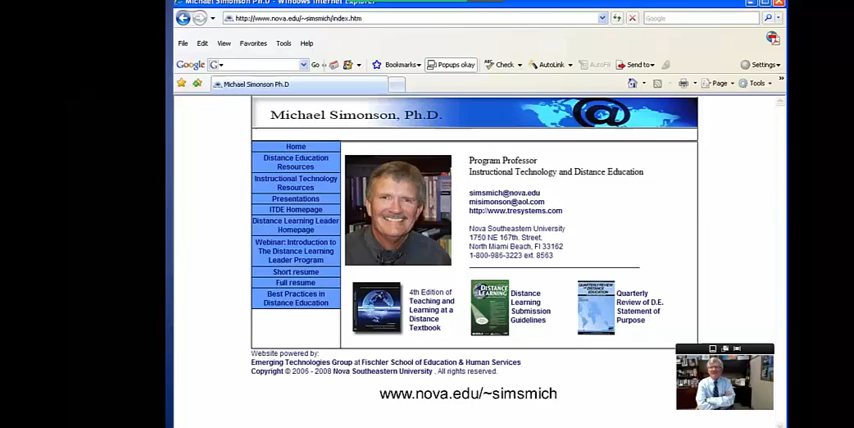 Michael Simonson Ph.D - Windows Internet Explorer
http://www.nova.edu/~simsmich/index.htm
Google
File Edit View Favorites Tools Help
Google G Go Bookmarks Popups okay Check AutoLink AutoFill Send to Settings
Michael Simonson Ph.D Page Tools
Michael Simonson, Ph.D.
Home
Distance Education
Resources
Instructional Technology
Resources
Presentations
ITDE Homepage
Distance Learning Leader
Homepage
Webinar: Introduction to
The Distance Learning
Leader Program
Short resume
Full resume
Best Practices in
Distance Education
Program Professor
Instructional Technology and Distance Education
simsmich@nova.edu
misimonson@aol.com
http://www.tresystems.com
Nova Southeastern University
1750 NE 167th. Street.
North Miami Beach, Fl 33162
1-800-986-3223 ext. 8563
4th Edition of
Teaching and
Learning at a
Distance
Textbook
DISTANCE
LEARNING
Distance
Learning
Submission
Guidelines
Quarterly
Review of D.E.
Statement of
Purpose
Website powered by:
Emerging Technologies Group at Fischler School of Education & Human Services
Copyright © 2006 - 2008 Nova Southeastern University . All rights reserved.
www.nova.edu/~simsmich